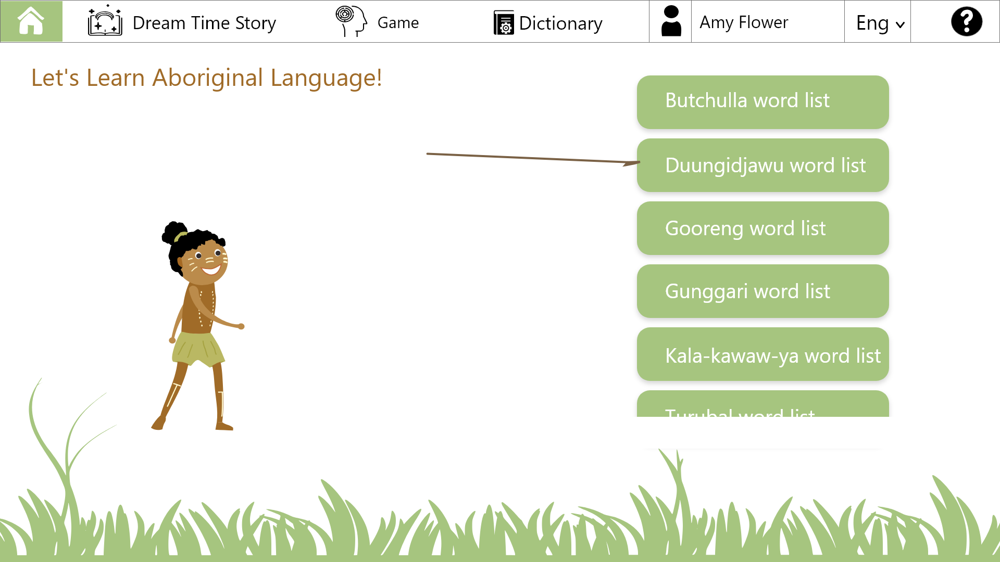 Dream Time Story
Game
Dictionary
Amy Flower
Eng
Let's Learn Aboriginal Language!
Butchulla word list
Duungidjawu word list
Gooreng word list
Gunggari word list
Kala-kawaw-ya word list
Turubal word list